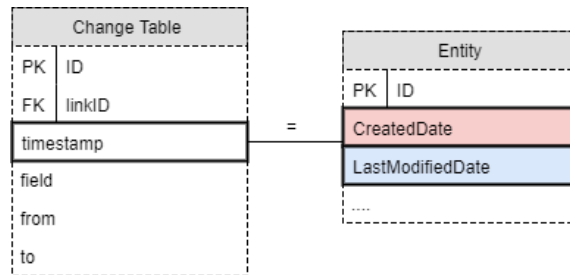 Change Table
PK ID
FK linkID
timestamp
field
from
to
=
Entity
PK ID
CreatedDate
LastModifiedDate
....